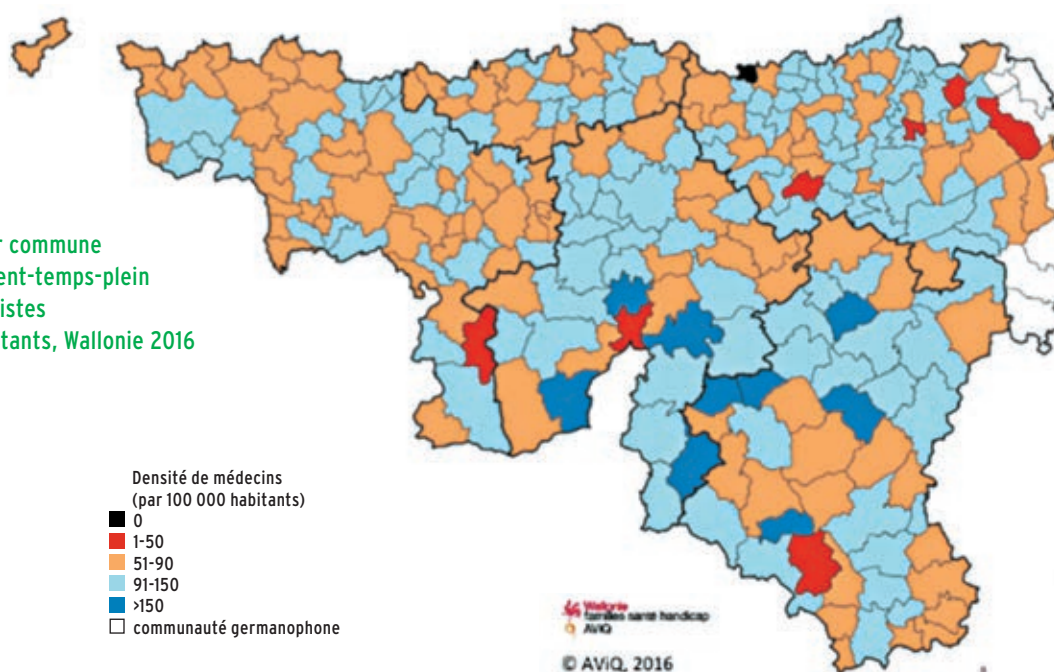 r commune
ent-temps-plein
istes
tants, Wallonie 2016
Densité de médecins
(par 100 000 habitants)
0
1-50
51-90
91-150
>150
communauté germanophone
Wallonie
familles santé handicap
AViQ
© AViQ, 2016